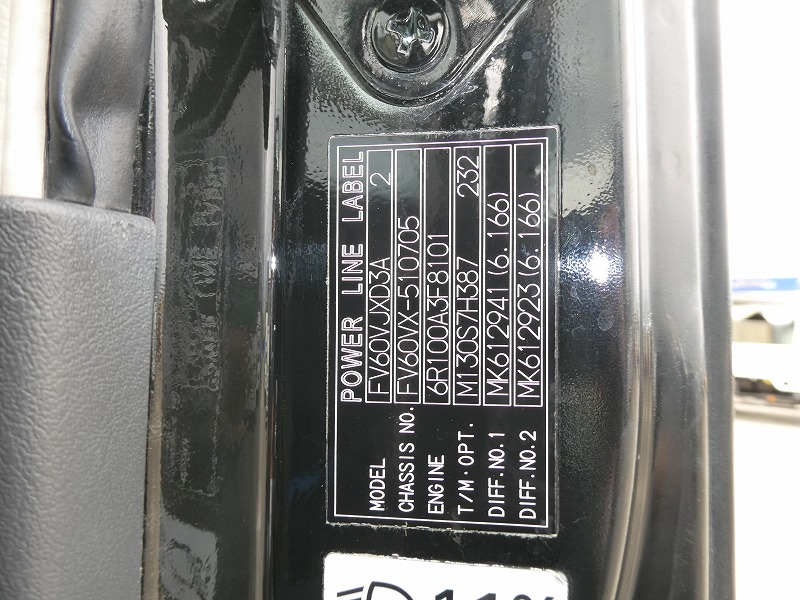 POWER LINE LABEL
MODEL FV60VJXD3A 2
CHASSIS NO. FV60VX-510705
ENGINE 6R100A3F8101
T/M·OPT. M130S7H387 232
DIFF.NO.1 MK612941(6.166)
DIFF.NO.2 MK612923(6.166)